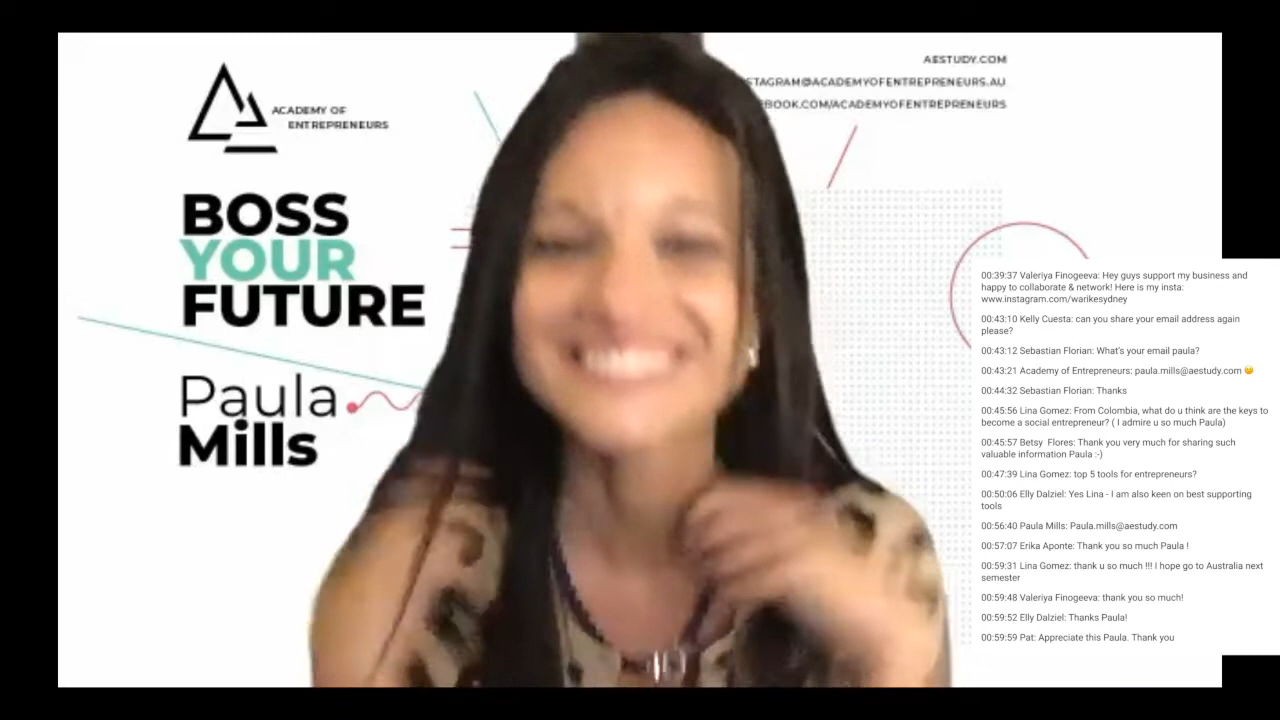 ACADEMY OF
ENTREPRENEURS
AESTUDY.COM
STAGRAM@ACADEMYOFENTREPRENEURS.AU
BOOK.COM/ACADEMYOFENTREPRENEURS
BOSS
YOUR
FUTURE
Paula
Mills
00:39:37 Valeriya Finogeeva: Hey guys support my business and
happy to collaborate & network! Here is my insta:
www.instagram.com/warikesydney
00:43:10 Kelly Cuesta: can you share your email address again
please?
00:43:12 Sebastian Florian: What's your email paula?
00:43:21 Academy of Entrepreneurs: paula.mills@aestudy.com 😊
00:44:32 Sebastian Florian: Thanks
00:45:56 Lina Gomez: From Colombia, what do u think are the keys to
become a social entrepreneur? ( I admire u so much Paula)
00:45:57 Betsy Flores: Thank you very much for sharing such
valuable information Paula :-)
00:47:39 Lina Gomez: top 5 tools for entrepreneurs?
00:50:06 Elly Dalziel: Yes Lina - I am also keen on best supporting
tools
00:56:40 Paula Mills: Paula.mills@aestudy.com
00:57:07 Erika Aponte: Thank you so much Paula !
00:59:31 Lina Gomez: thank u so much !!! I hope go to Australia next
semester
00:59:48 Valeriya Finogeeva: thank you so much!
00:59:52 Elly Dalziel: Thanks Paula!
00:59:59 Pat: Appreciate this Paula. Thank you